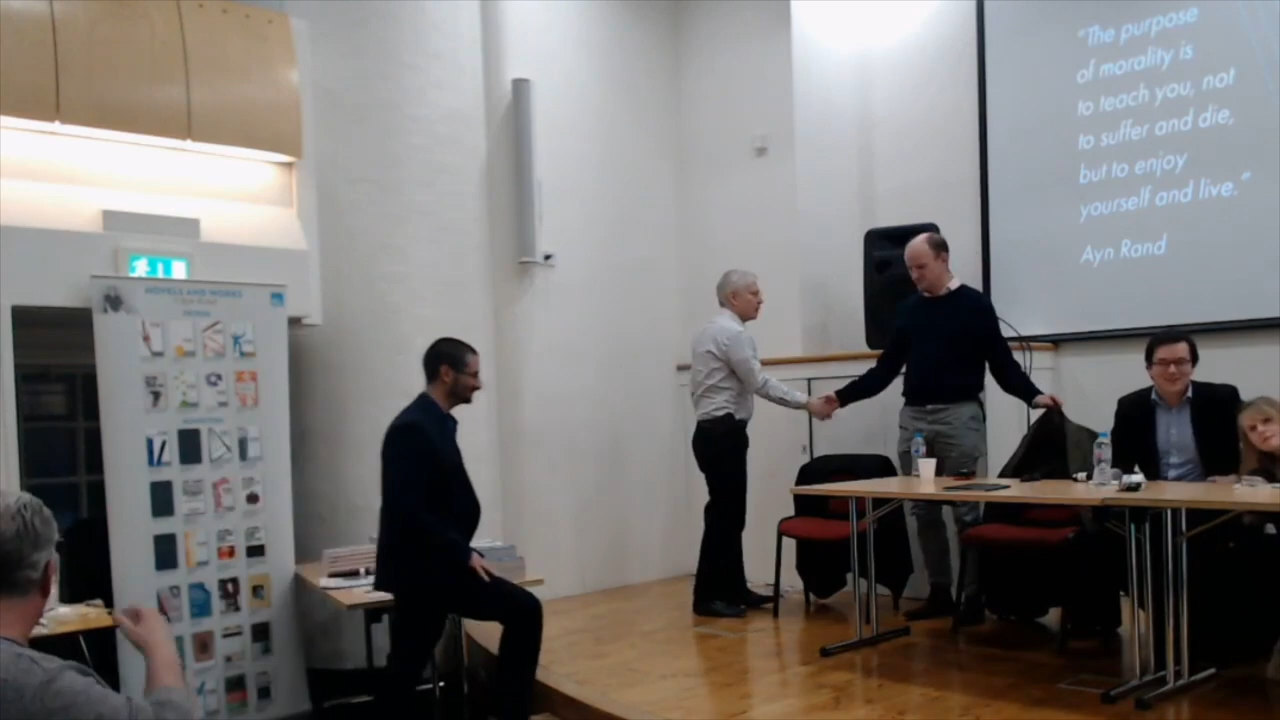 "The purpose
of morality is
to teach you, not
to suffer and die,
but to enjoy
yourself and live."
Ayn Rand
NOVELS AND WORKS